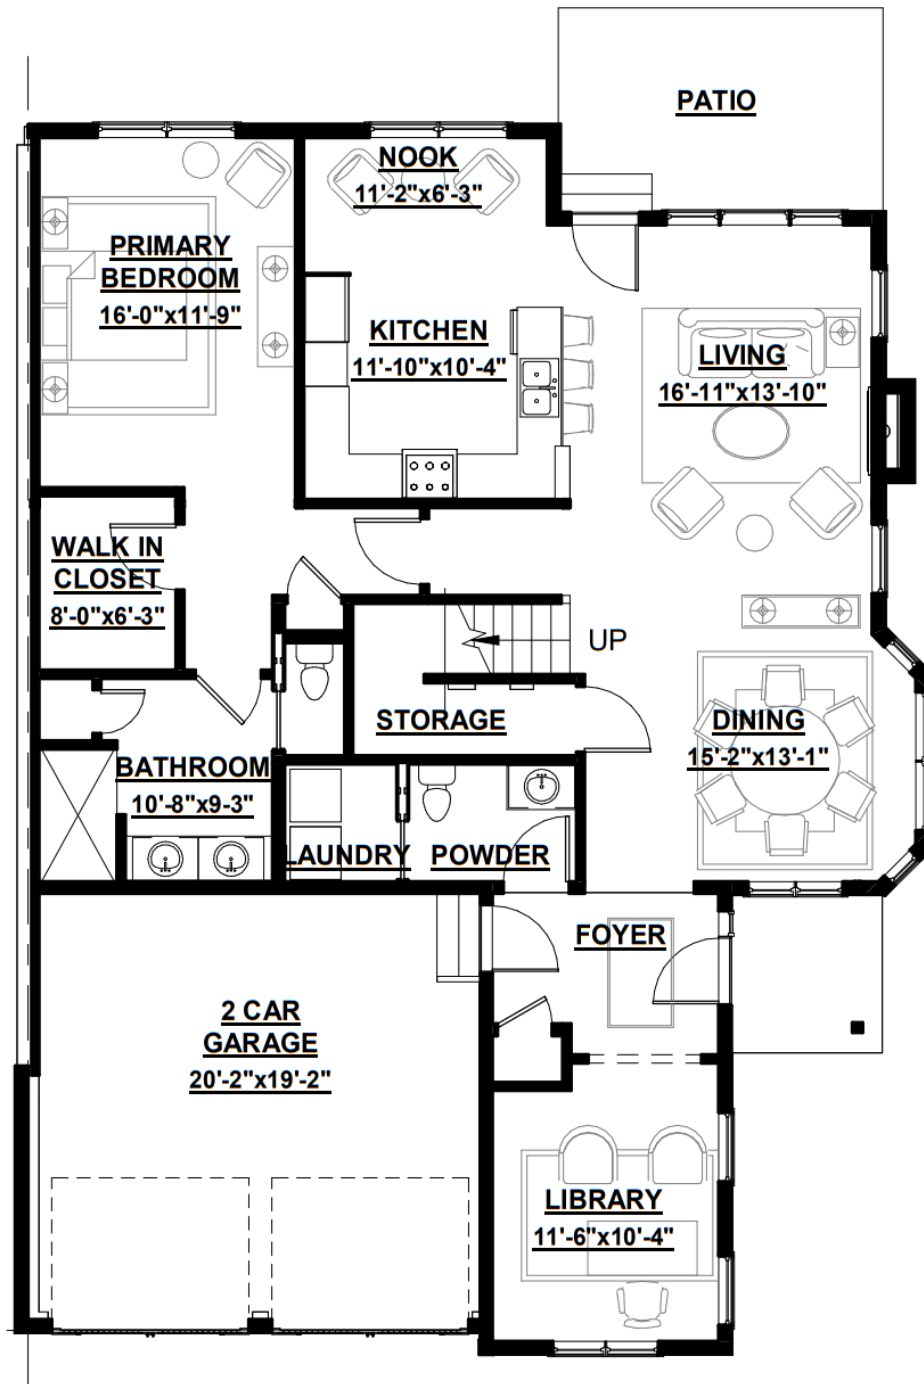 PATIO
NOOK
11'-2"x6'-3"
PRIMARY
BEDROOM
16'-0"x11'-9"
KITCHEN
11'-10"x10'-4"
LIVING
16'-11"x13'-10"
WALK IN
CLOSET
8'-0"x6'-3"
UP
STORAGE
DINING
15'-2"x13'-1"
BATHROOM
10'-8"x9'-3"
LAUNDRY
POWDER
FOYER
2 CAR
GARAGE
20'-2"x19'-2"
LIBRARY
11'-6"x10'-4"